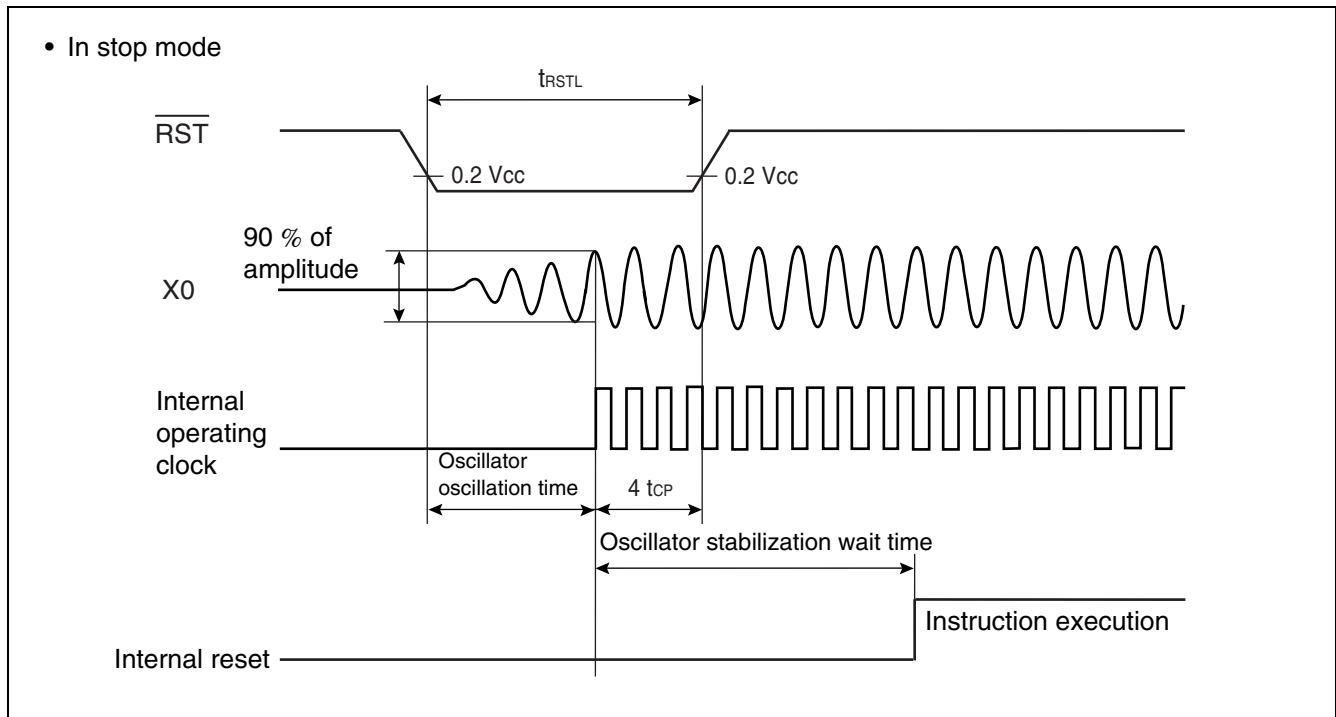 • In stop mode
tRSTL
RST
0.2 Vcc
0.2 Vcc
90 % of
amplitude
X0
Internal
operating
clock
Oscillator
oscillation time
4 tCP
Oscillator stabilization wait time
Instruction execution
Internal reset